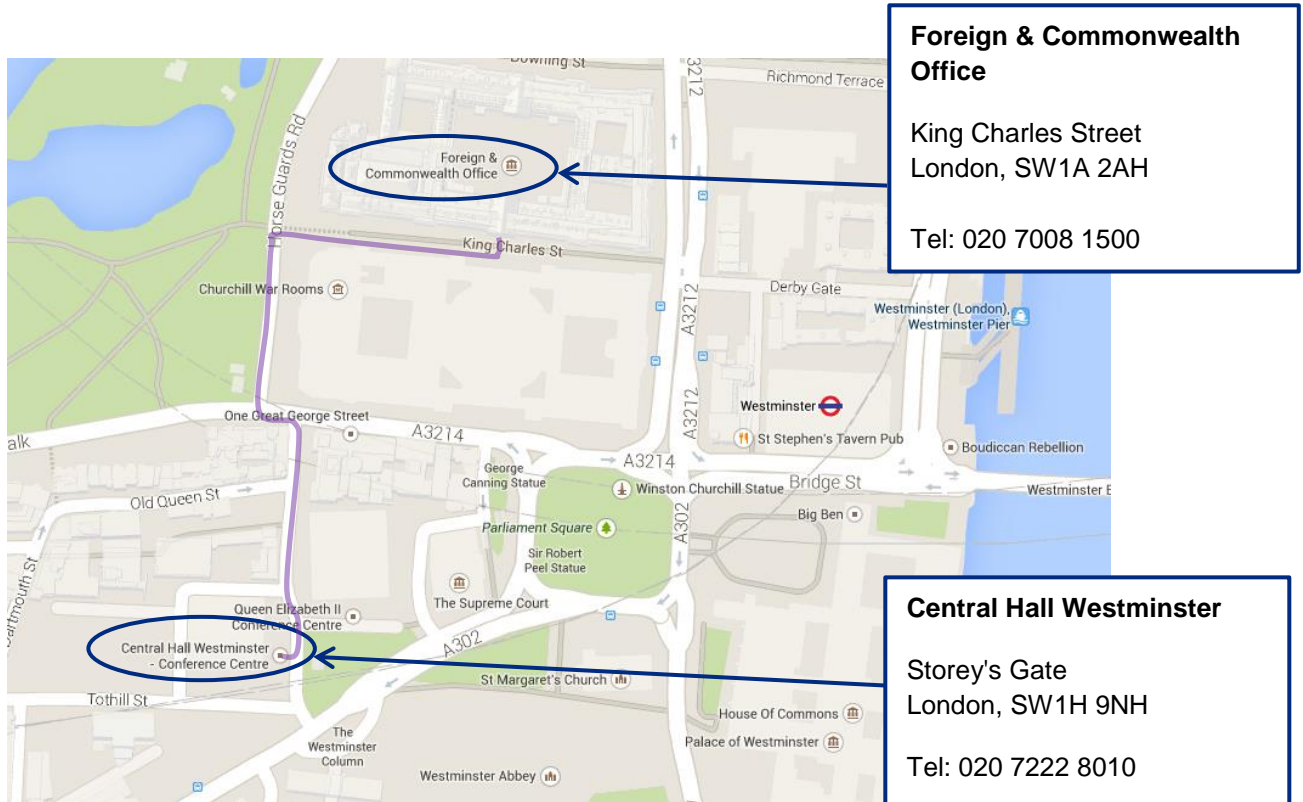 Foreign & Commonwealth
Office
King Charles Street
London, SW1A 2AH
Tel: 020 7008 1500
Downing St
A3212
Richmond Terrace
Horse Guards Rd
Foreign &
Commonwealth Office
King Charles St
Churchill War Rooms
Derby Gate
A3212
Westminster (London),
Westminster Pier
A3212
Westminster
One Great George Street
A3214
St Stephen's Tavern Pub
Boudiccan Rebellion
alk
George
Canning Statue
A3214
Winston Churchill Statue
Bridge St
Westminster B
Old Queen St
Big Ben
Parliament Square
A302
Sir Robert
Peel Statue
Dartmouth St
The Supreme Court
Queen Elizabeth II
Conference Centre
Central Hall Westminster
- Conference Centre
A302
St Margaret's Church
Tothill St
House Of Commons
The
Westminster
Column
Palace of Westminster
Westminster Abbey
Central Hall Westminster
Storey's Gate
London, SW1H 9NH
Tel: 020 7222 8010